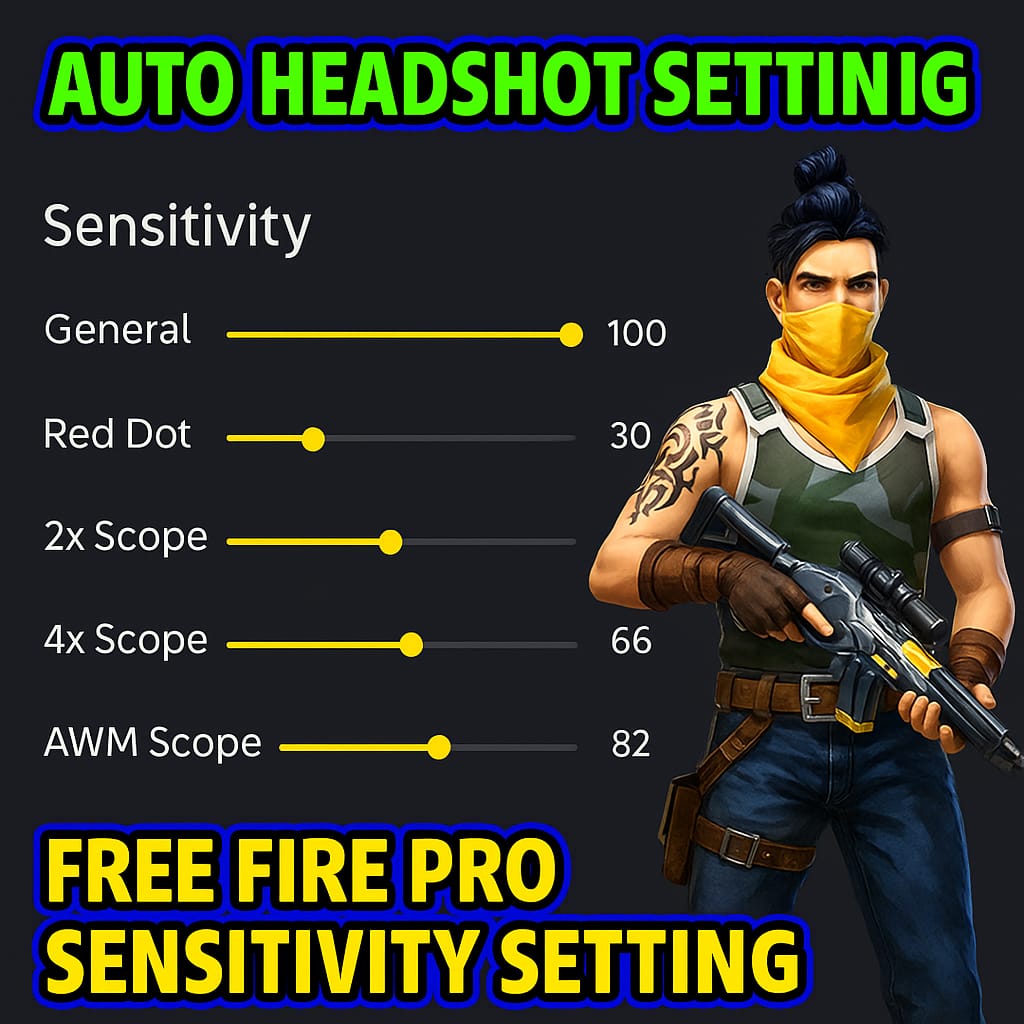 AUTO HEADSHOT SETTINIG
Sensitivity
General 100
Red Dot 30
2x Scope
4x Scope 66
AWM Scope 82
FREE FIRE PRO
SENSITIVITY SETTING